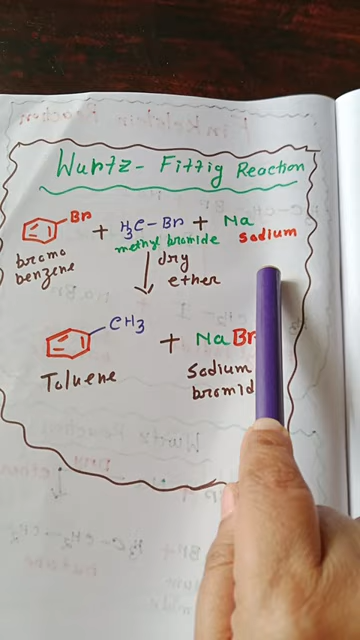 Wurtz-Fittig Reaction
Br + H₃C-Br + Na
bromo benzene methyl bromide sodium
dry
ether
CH₃ + NaBr
Toluene Sodium
bromid